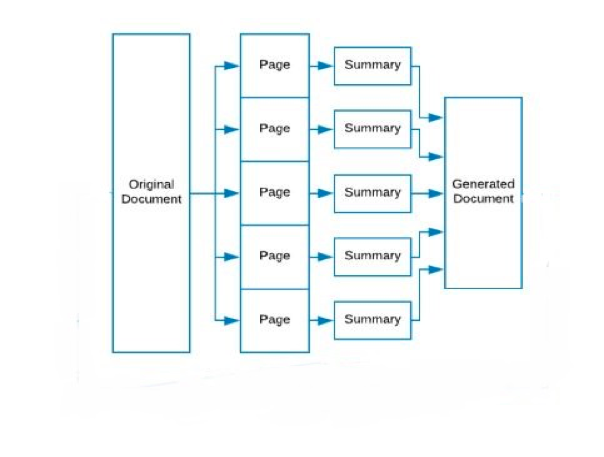 Original
Document
Page
Summary
Page
Summary
Page
Summary
Page
Summary
Page
Summary
Generated
Document